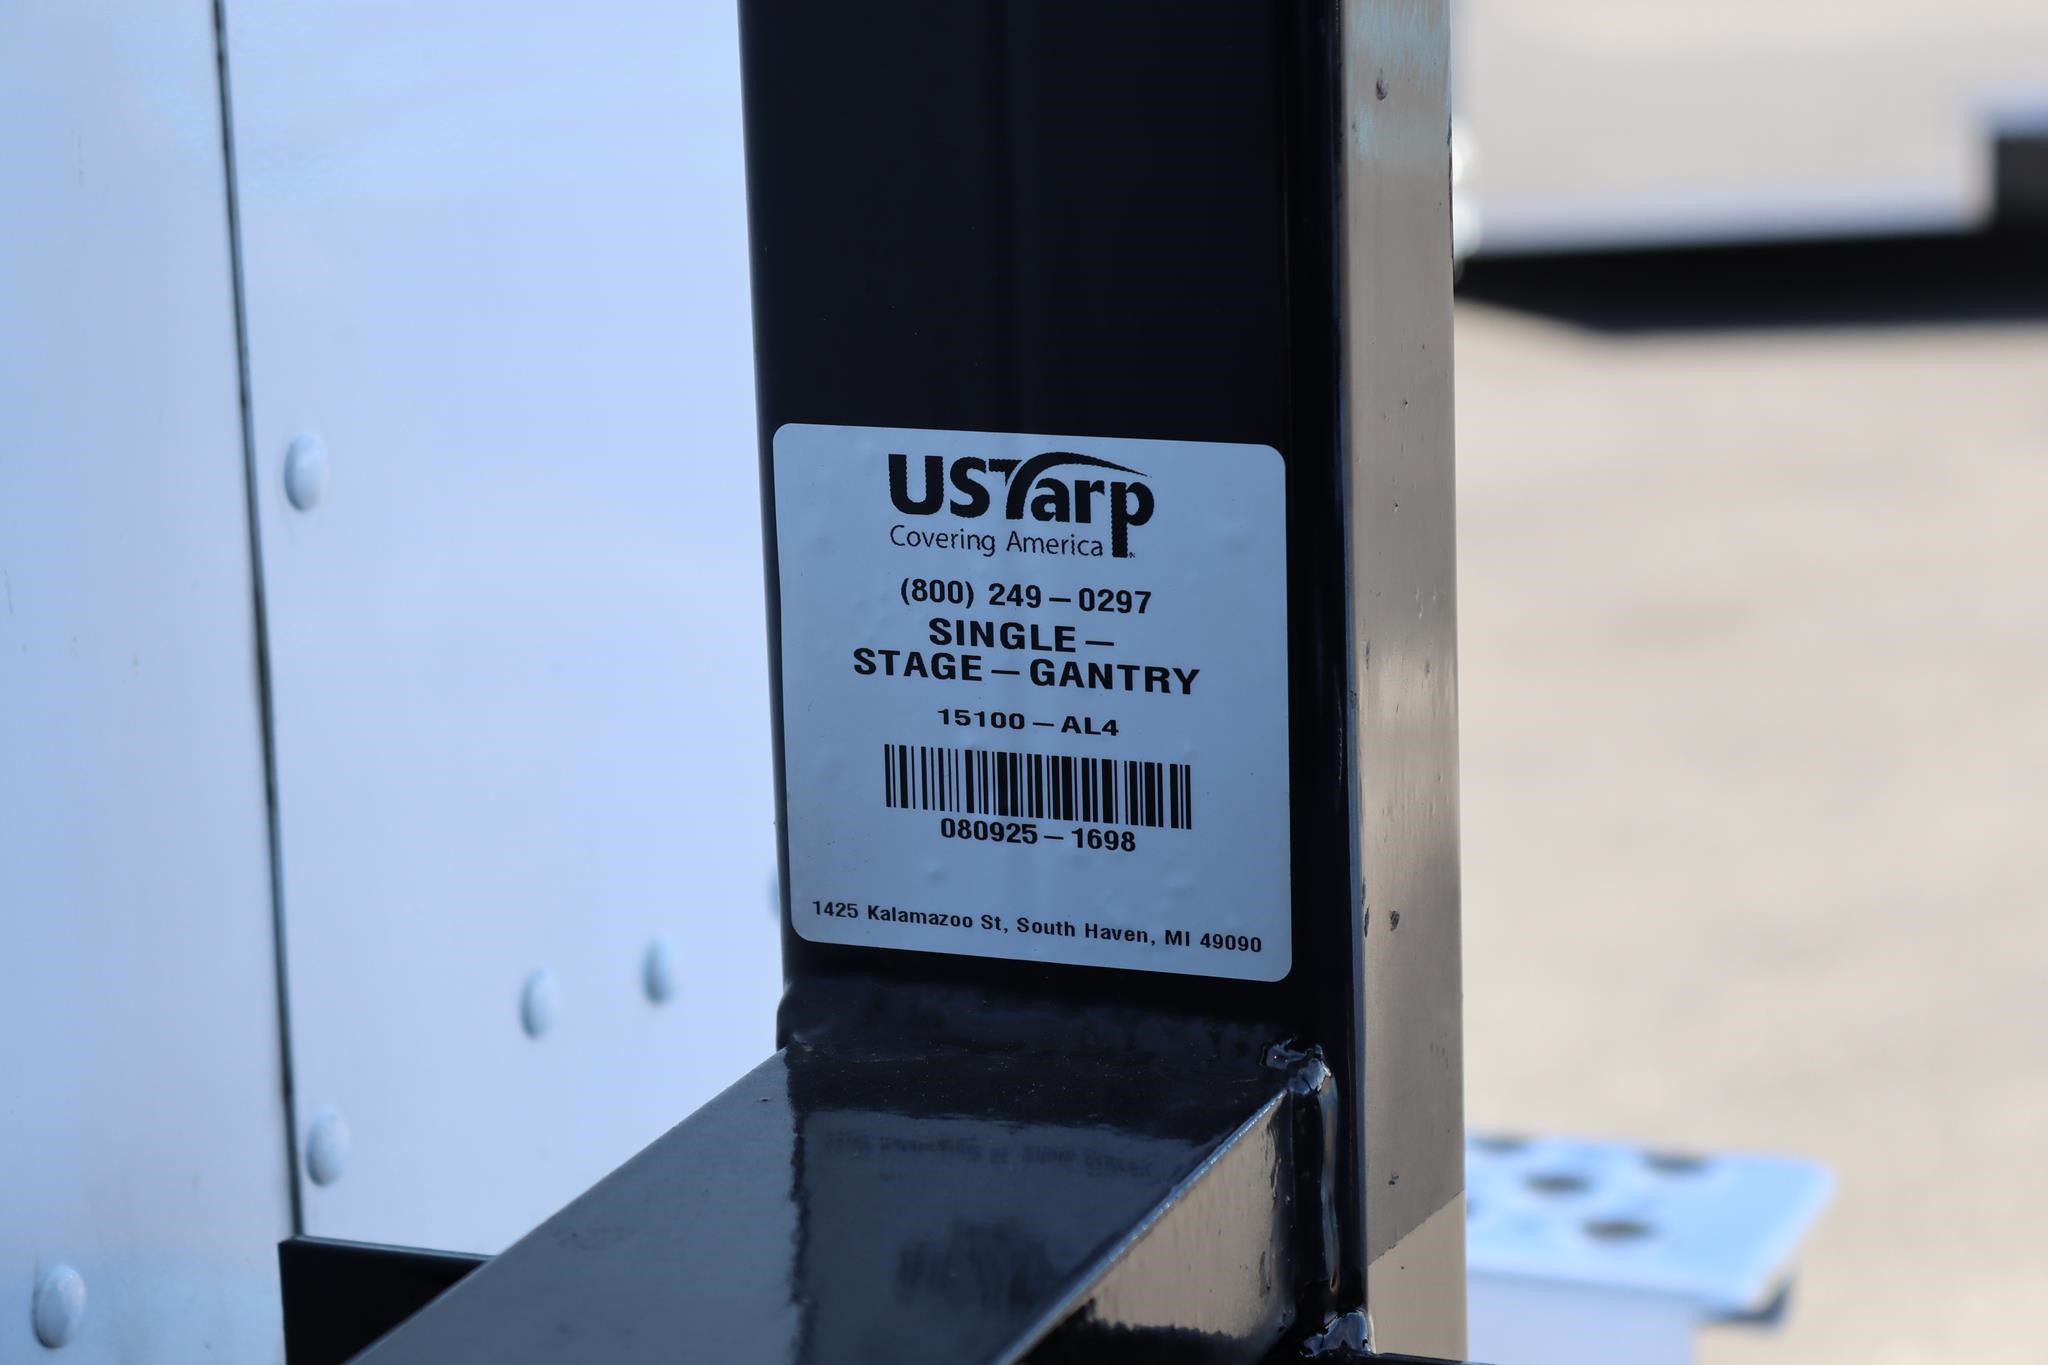 USTarp
Covering America
(800) 249-0297
SINGLE-
STAGE-GANTRY
15100-AL4
080925-1698
1425 Kalamazoo St, South Haven, MI 49090